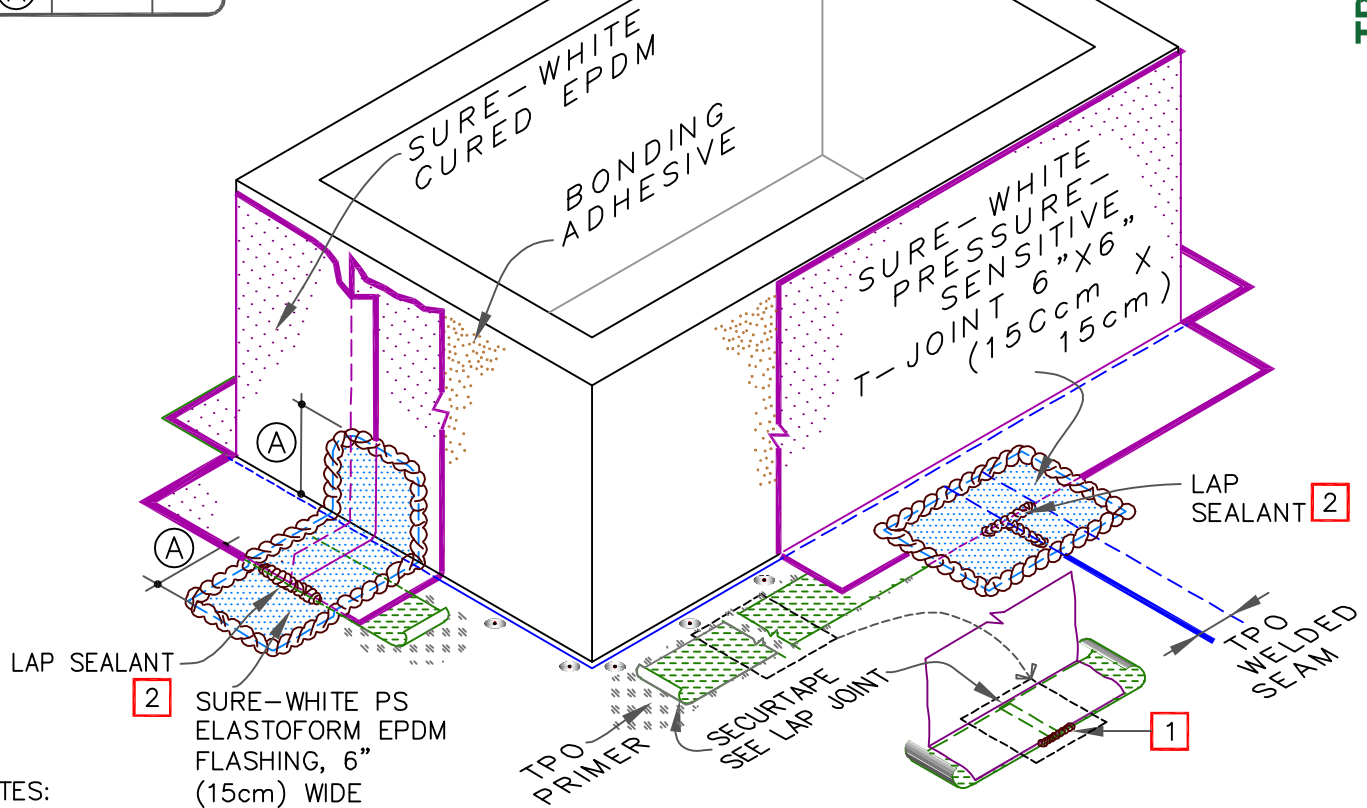 A
TP
SURE-WHITE
CURED EPDM
BONDING
ADHESIVE
SURE-WHITE
PRESSURE-
SENSITIVE
T-JOINT 6"X6"
(15Ccm X
15cm)
A
A
LAP
SEALANT 2
LAP SEALANT
2
SURE-WHITE PS
ELASTOFORM EPDM
FLASHING, 6"
(15cm) WIDE
TPO
PRIMER
SECURTAPE
SEE LAP JOINT
1
TPO
WELDED
SEAM
TES: